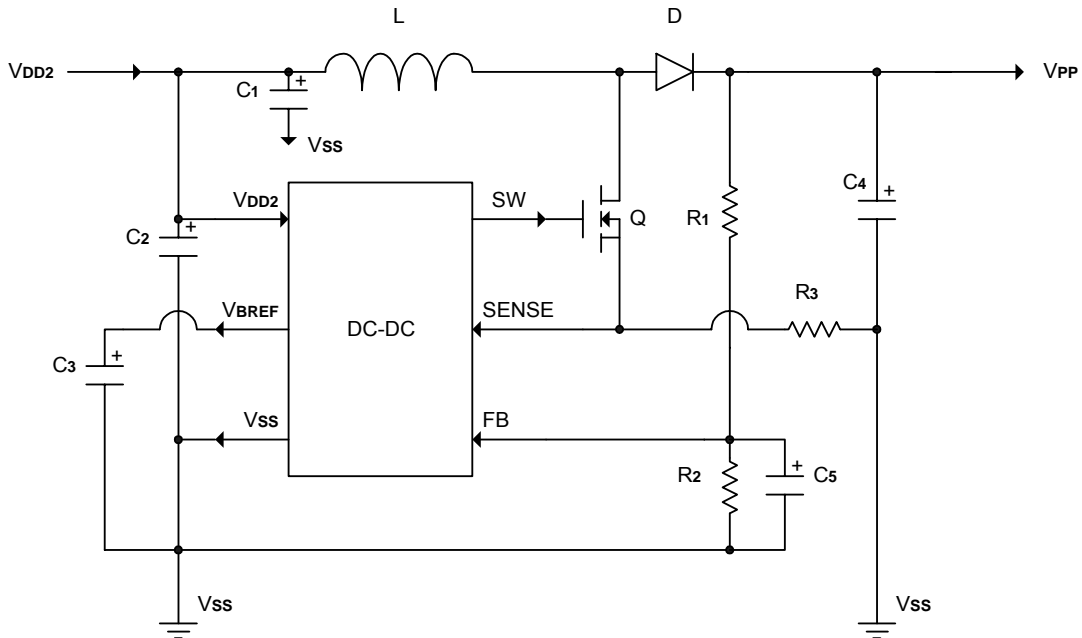 L
D
VDD2
VPP
C1
+
VSS
C4
+
VDD2
SW
C2
+
Q
R1
R3
VBREF
SENSE
DC-DC
C3
+
VSS
FB
R2
+
C5
VSS
VSS